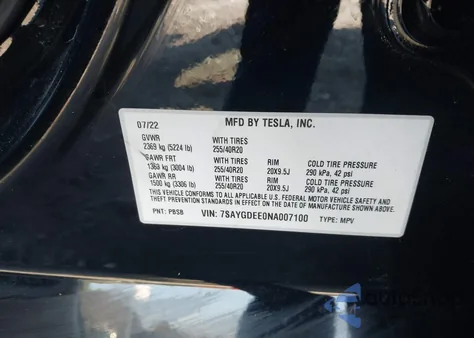 07/22 MFD BY TESLA, INC.
GVWR WITH TIRES
2369 kg (5224 lb) 255/40R20
GAWR FRT WITH TIRES RIM COLD TIRE PRESSURE
1363 kg (3004 lb) 255/40R20 20X9.5J 290 kPa, 42 psi
GAWR RR WITH TIRES RIM COLD TIRE PRESSURE
1500 kg (3306 lb) 255/40R20 20X9.5J 290 kPa, 42 psi
THIS VEHICLE CONFORMS TO ALL APPLICABLE U.S. FEDERAL MOTOR VEHICLE SAFETY AND
THEFT PREVENTION STANDARDS IN EFFECT ON THE DATE OF MANUFACTURE SHOWN ABOVE.
PNT: PBSB VIN: 7SAYGDEE0NA007100 TYPE: MPV